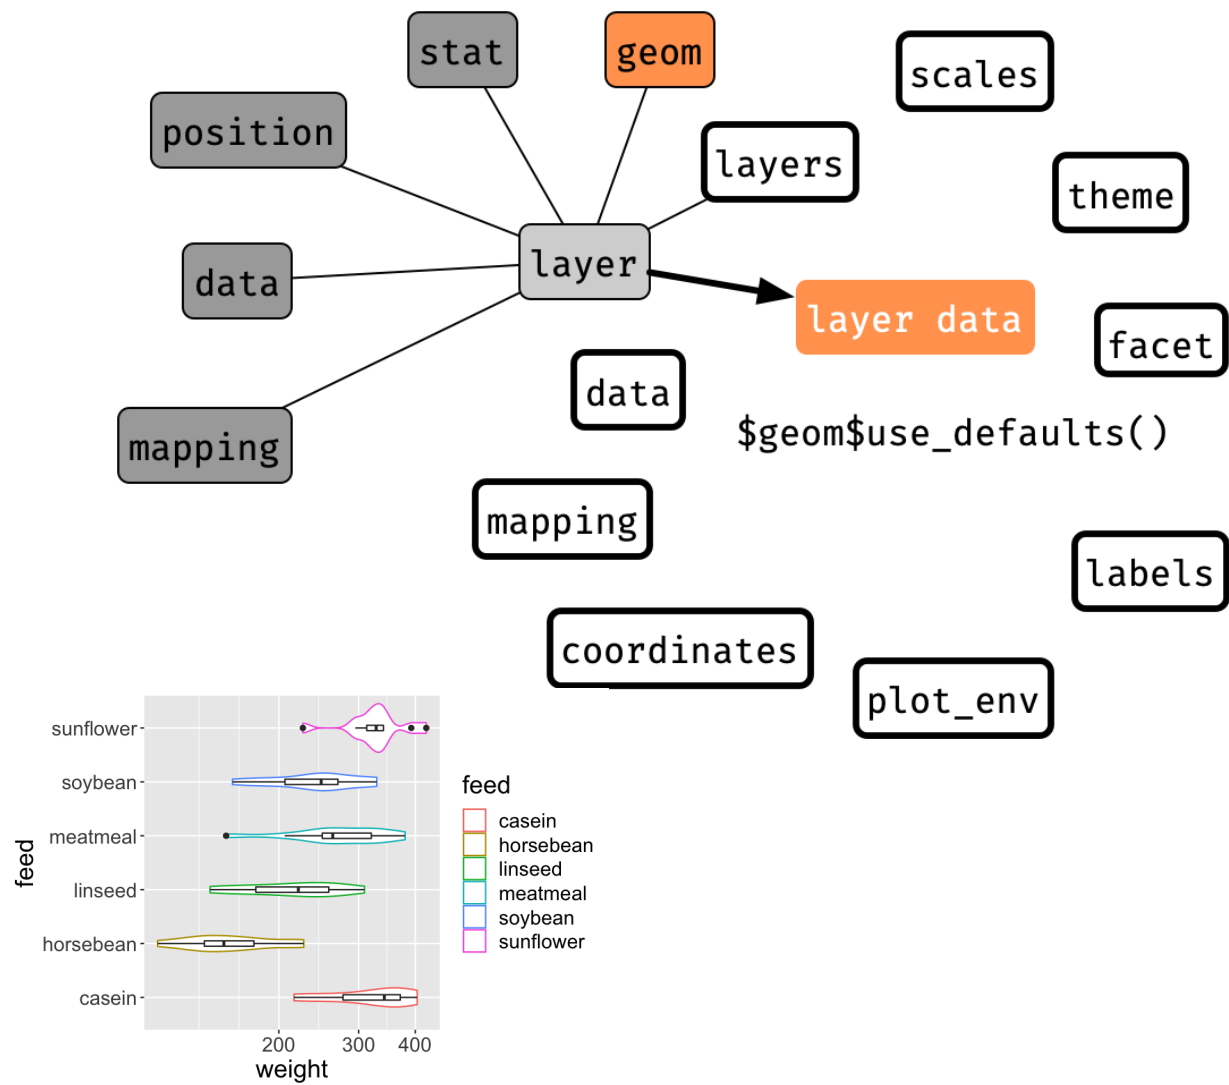 stat
geom
scales
position
layers
theme
layer
data
layer data
facet
data
$geom$use_defaults()
mapping
mapping
labels
coordinates
plot_env
sunflower
soybean
meatmeal
linseed
horsebean
casein
feed
200 300 400
weight
feed
casein
horsebean
linseed
meatmeal
soybean
sunflower